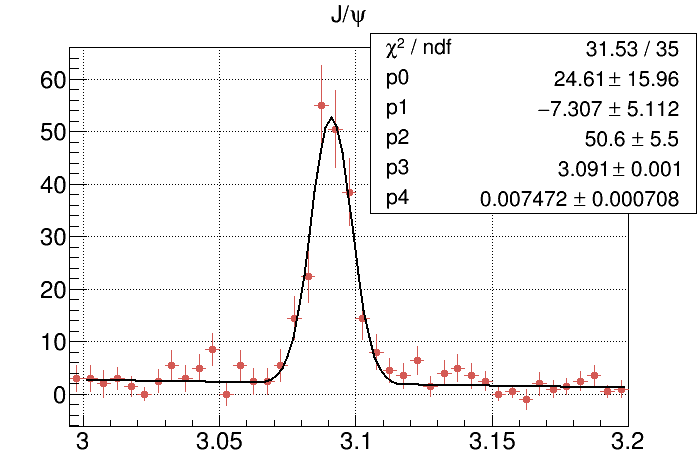 J/ψ
χ² / ndf 31.53 / 35
p0 24.61 ± 15.96
p1 −7.307 ± 5.112
p2 50.6 ± 5.5
p3 3.091 ± 0.001
p4 0.007472 ± 0.000708
60
50
40
30
20
10
0
3 3.05 3.1 3.15 3.2